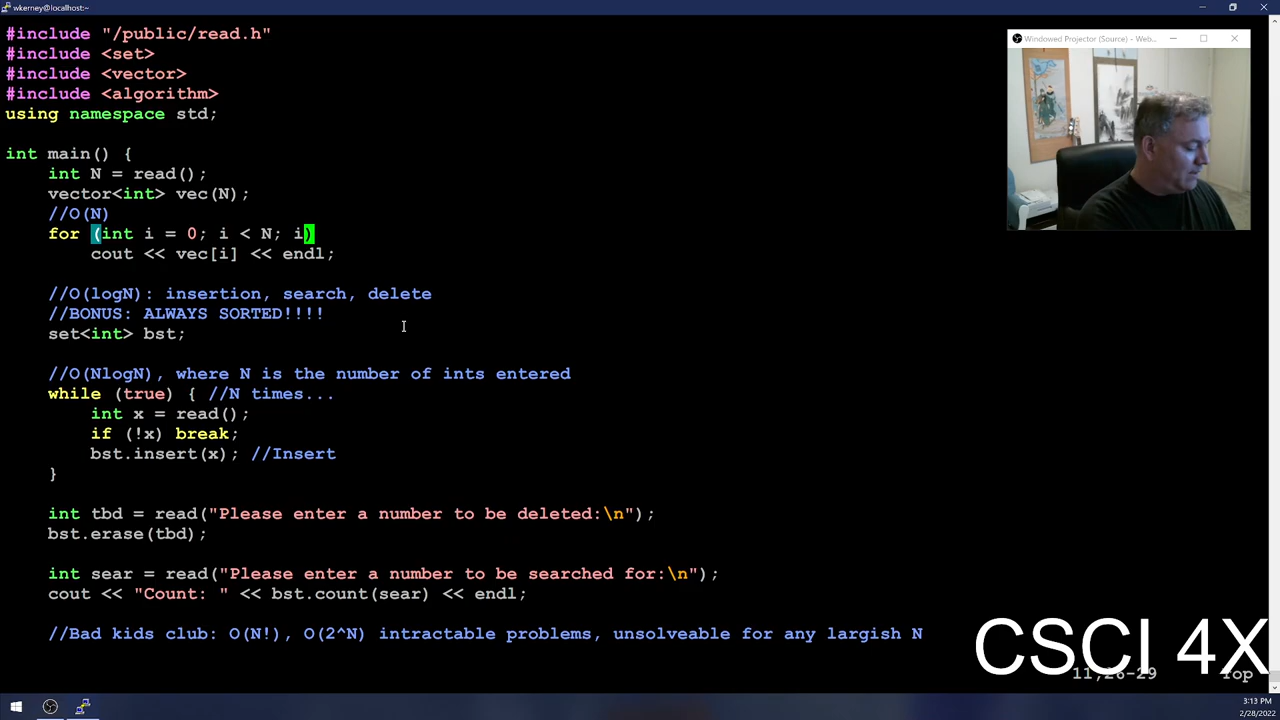 wkerney@localhost:~
#include "/public/read.h"
#include <set>
#include <vector>
#include <algorithm>
using namespace std;
int main() {
int N = read();
vector<int> vec(N);
//O(N)
for (int i = 0; i < N; i)
cout << vec[i] << endl;
//O(logN): insertion, search, delete
//BONUS: ALWAYS SORTED!!!!
set<int> bst;
//O(NlogN), where N is the number of ints entered
while (true) { //N times...
int x = read();
if (!x) break;
bst.insert(x); //Insert
}
int tbd = read("Please enter a number to be deleted:\n");
bst.erase(tbd);
int sear = read("Please enter a number to be searched for:\n");
cout << "Count: " << bst.count(sear) << endl;
//Bad kids club: O(N!), O(2^N) intractable problems, unsolveable for any largish N
Windowed Projector (Source) - Web...
CSCI 4X
11,26-29 Top
3:13 PM
2/28/2022